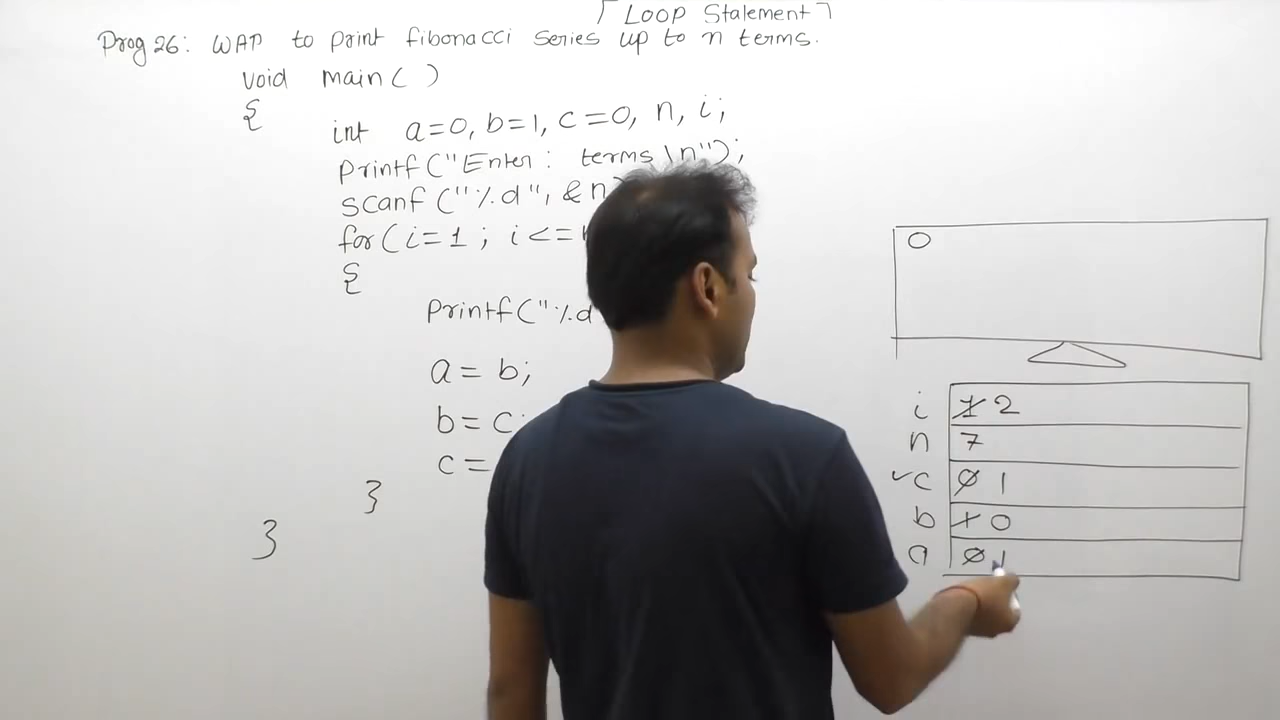 [ Loop Statement ]
Prog 26: WAP to print fibonacci series up to n terms.
void main( )
{
int a=0, b=1, c=0, n, i;
printf("Enter: terms \n");
scanf("%d", &n)
for(i=1 ; i<=
{
printf("%d
a = b;
b = c;
c =
}
}
0
i 1 2
n 7
✓c 0 1
b 1 0
a 0 1